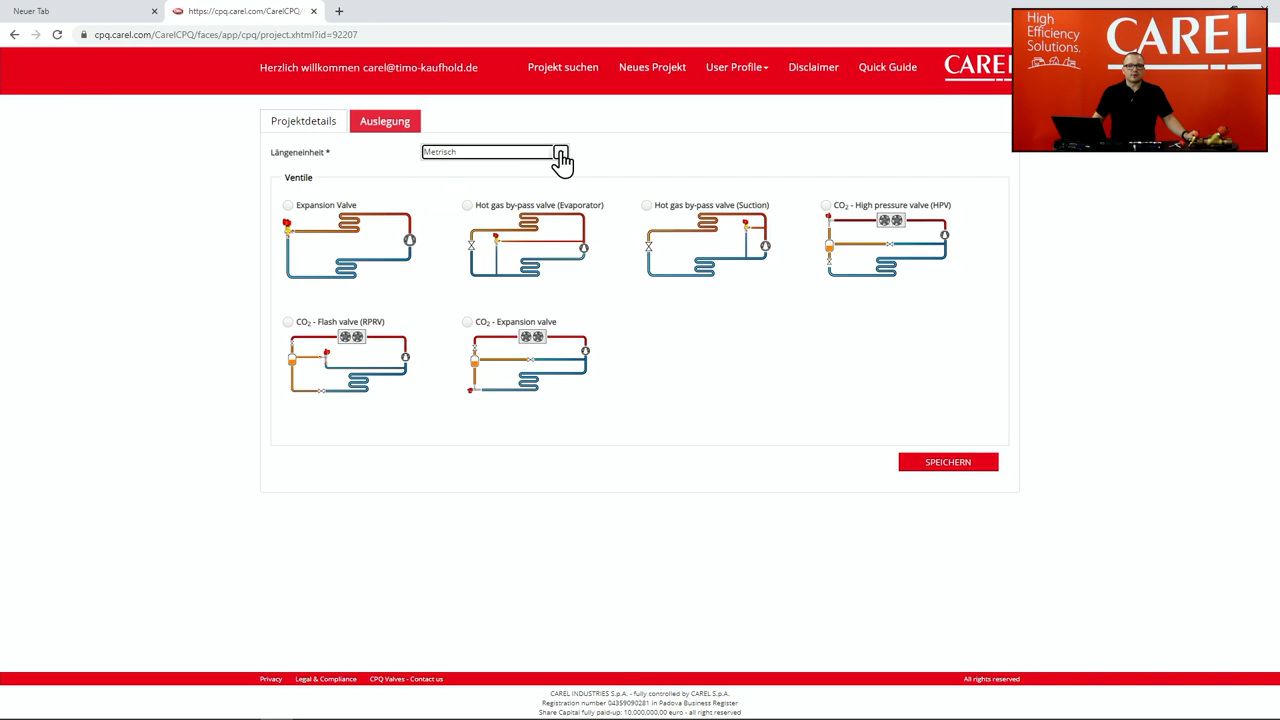 Neuer Tab
https://cpq.carel.com/CarelCPQ/f
cpq.carel.com/CarelCPQ/faces/app/cpq/project.xhtml?id=92207
High
Efficiency
Solutions.
CAREL
Herzlich willkommen carel@timo-kaufhold.de
Projekt suchen
Neues Projekt
User Profile
Disclaimer
Quick Guide
CAREL
Projektdetails
Auslegung
Längeneinheit *
Metrisch
Ventile
Expansion Valve
Hot gas by-pass valve (Evaporator)
Hot gas by-pass valve (Suction)
CO₂ - High pressure valve (HPV)
CO₂ - Flash valve (RPRV)
CO₂ - Expansion valve
SPEICHERN
Privacy
Legal & Compliance
CPQ Valves - Contact us
All rights reserved
CAREL INDUSTRIES S.p.A. - fully controlled by CAREL S.p.A.
Registration number 04359090281 in Padova Business Register
Share Capital fully paid-up: 10,000,000,00 euro - all right reserved